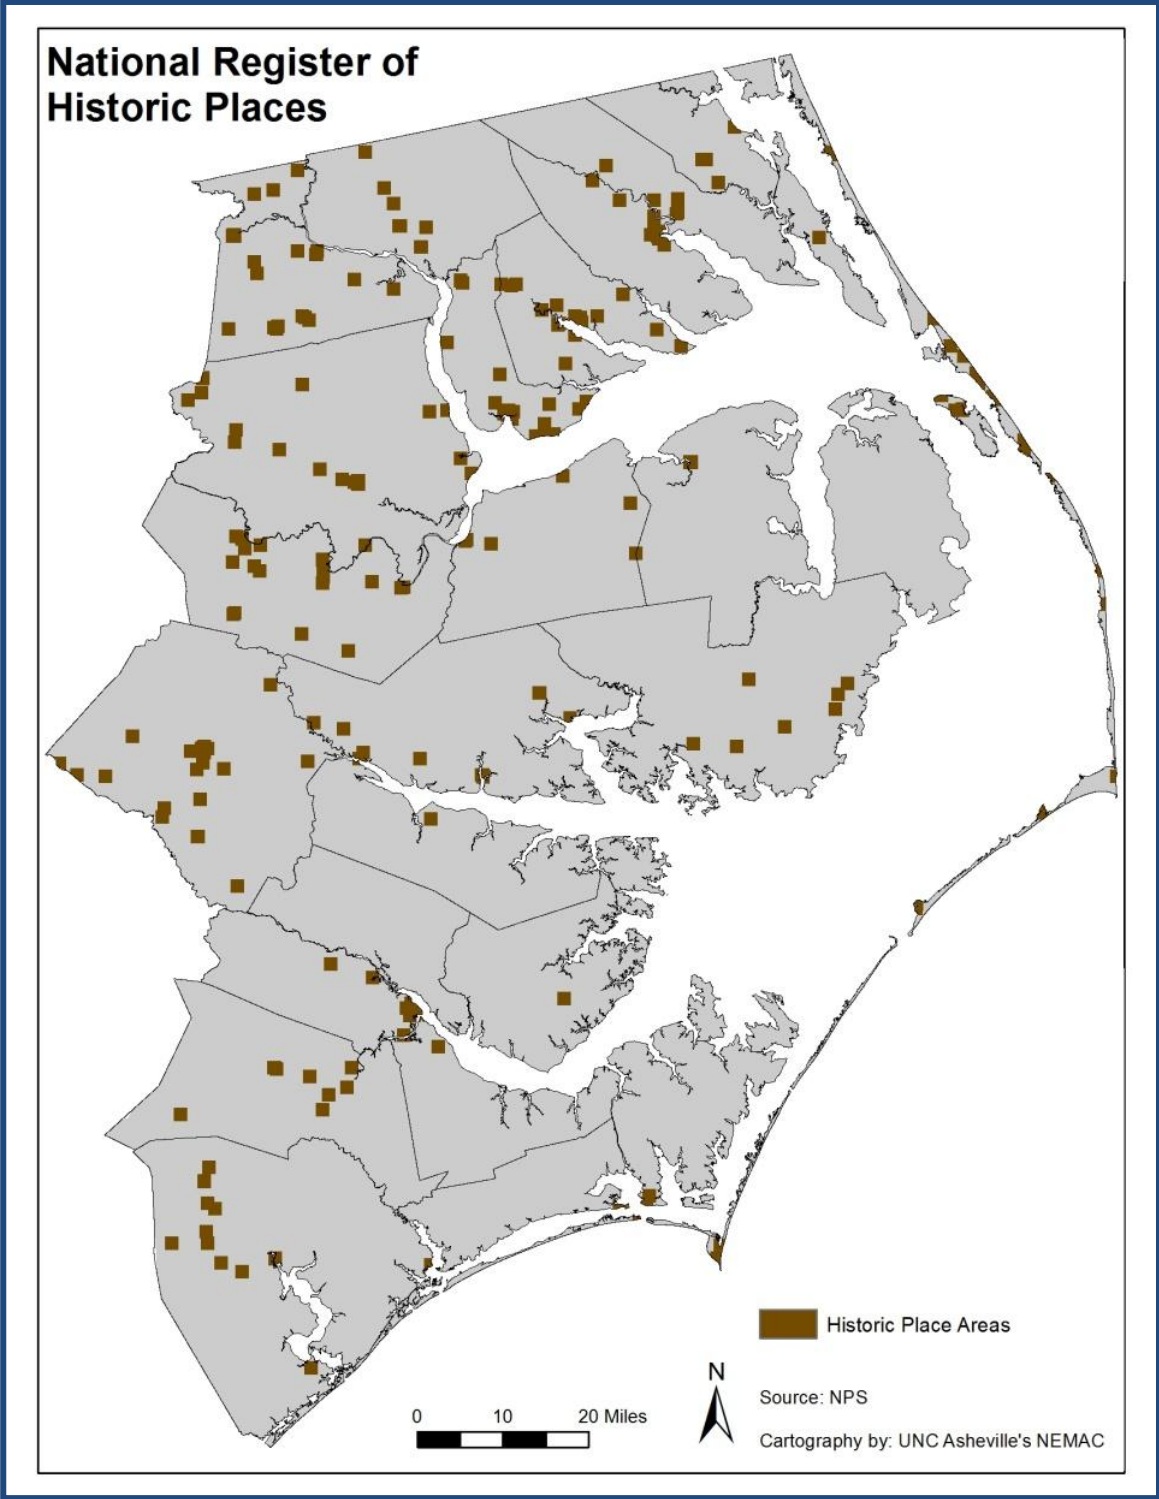 National Register of
Historic Places
Historic Place Areas
N
Source: NPS
0 10 20 Miles
Cartography by: UNC Asheville's NEMAC